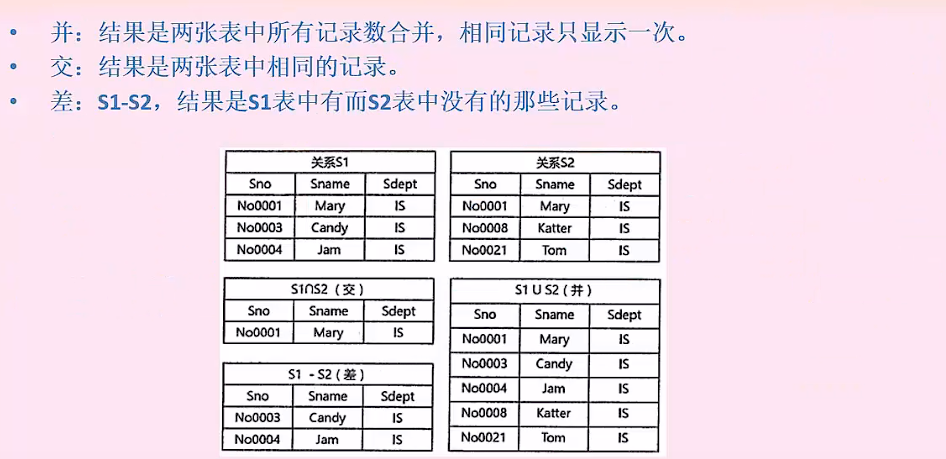 • 并：结果是两张表中所有记录数合并，相同记录只显示一次。
• 交：结果是两张表中相同的记录。
• 差：S1-S2，结果是S1表中有而S2表中没有的那些记录。
关系S1
Sno Sname Sdept
No0001 Mary IS
No0003 Candy IS
No0004 Jam IS
关系S2
Sno Sname Sdept
No0001 Mary IS
No0008 Katter IS
No0021 Tom IS
S1∩S2（交）
Sno Sname Sdept
No0001 Mary IS
S1 U S2（并）
Sno Sname Sdept
No0001 Mary IS
No0003 Candy IS
No0004 Jam IS
No0008 Katter IS
No0021 Tom IS
S1 - S2（差）
Sno Sname Sdept
No0003 Candy IS
No0004 Jam IS